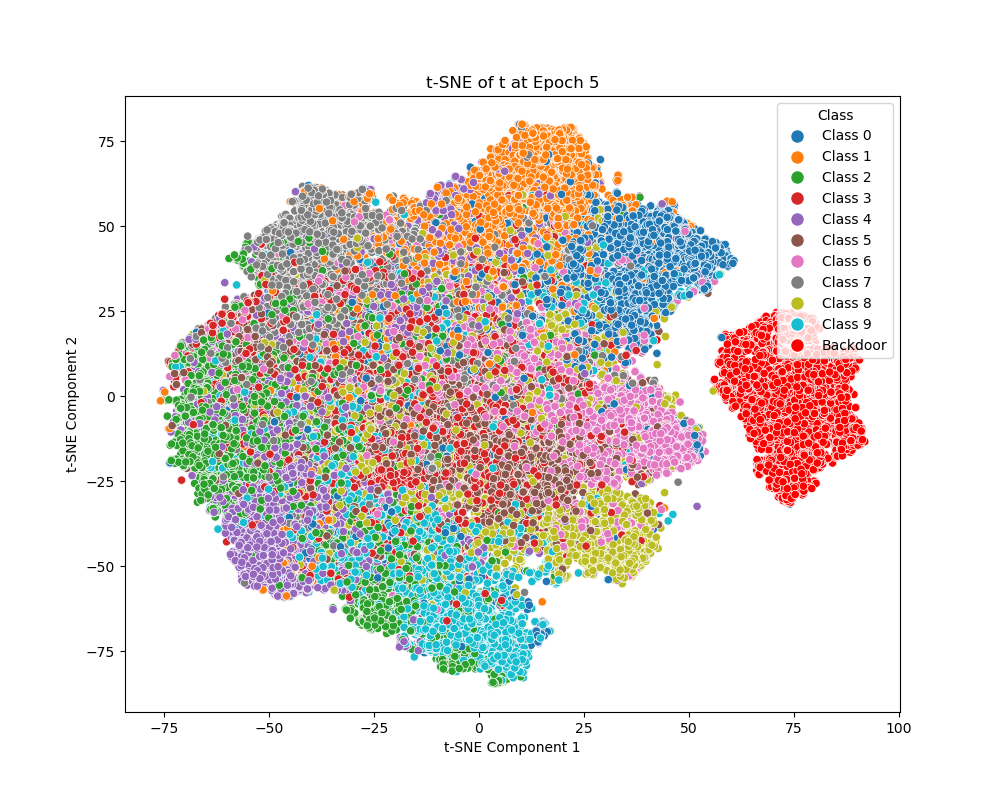 t-SNE of t at Epoch 5
Class
Class 0
Class 1
Class 2
Class 3
Class 4
Class 5
Class 6
Class 7
Class 8
Class 9
Backdoor
t-SNE Component 2
75
50
25
0
−25
−50
−75
−75
−50
−25
0
25
50
75
100
t-SNE Component 1